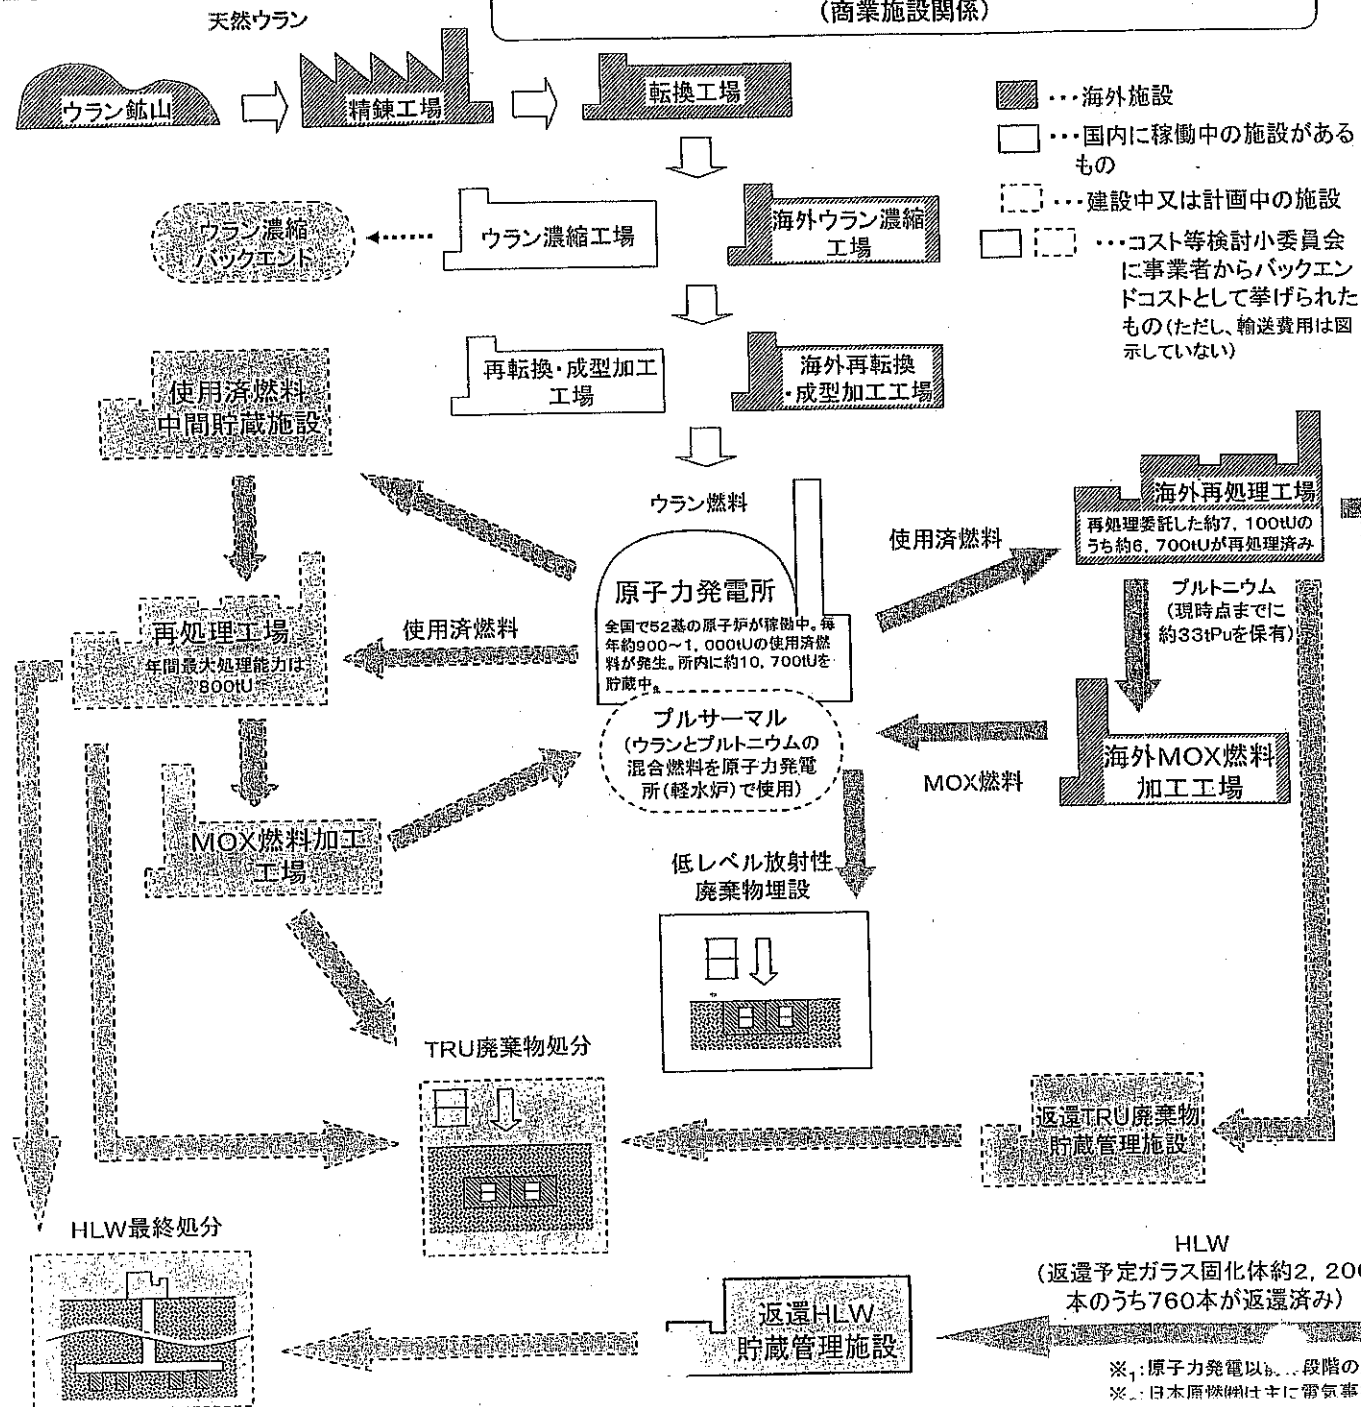 (商業施設関係)
天然ウラン
ウラン鉱山
精錬工場
転換工場
・・・海外施設
・・・国内に稼働中の施設がある
もの
・・・建設中又は計画中の施設
・・・コスト等検討小委員会
に事業者からバックエン
ドコストとして挙げられた
もの(ただし、輸送費用は図
示していない)
ウラン濃縮
バックエンド
ウラン濃縮工場
海外ウラン濃縮
工場
再転換・成型加工
工場
海外再転換
・成型加工工場
使用済燃料
中間貯蔵施設
ウラン燃料
原子力発電所
全国で52基の原子炉が稼働中。毎
年約900~1,000tUの使用済燃
料が発生。所内に約10,700tUを
貯蔵中。
プルサーマル
(ウランとプルトニウムの
混合燃料を原子力発電
所(軽水炉)で使用)
使用済燃料
海外再処理工場
再処理委託した約7,100tUの
うち約6,700tUが再処理済み
プルトニウム
(現時点までに
約33tPuを保有)
使用済燃料
再処理工場
年間最大処理能力は
800tU
MOX燃料
海外MOX燃料
加工工場
MOX燃料加工
工場
低レベル放射性
廃棄物埋設
TRU廃棄物処分
返還TRU廃棄物
貯蔵管理施設
HLW最終処分
返還HLW
貯蔵管理施設
HLW
(返還予定ガラス固化体約2,200
本のうち760本が返還済み)
※1:原子力発電以 段階の
日本原燃㈱は主に電気事